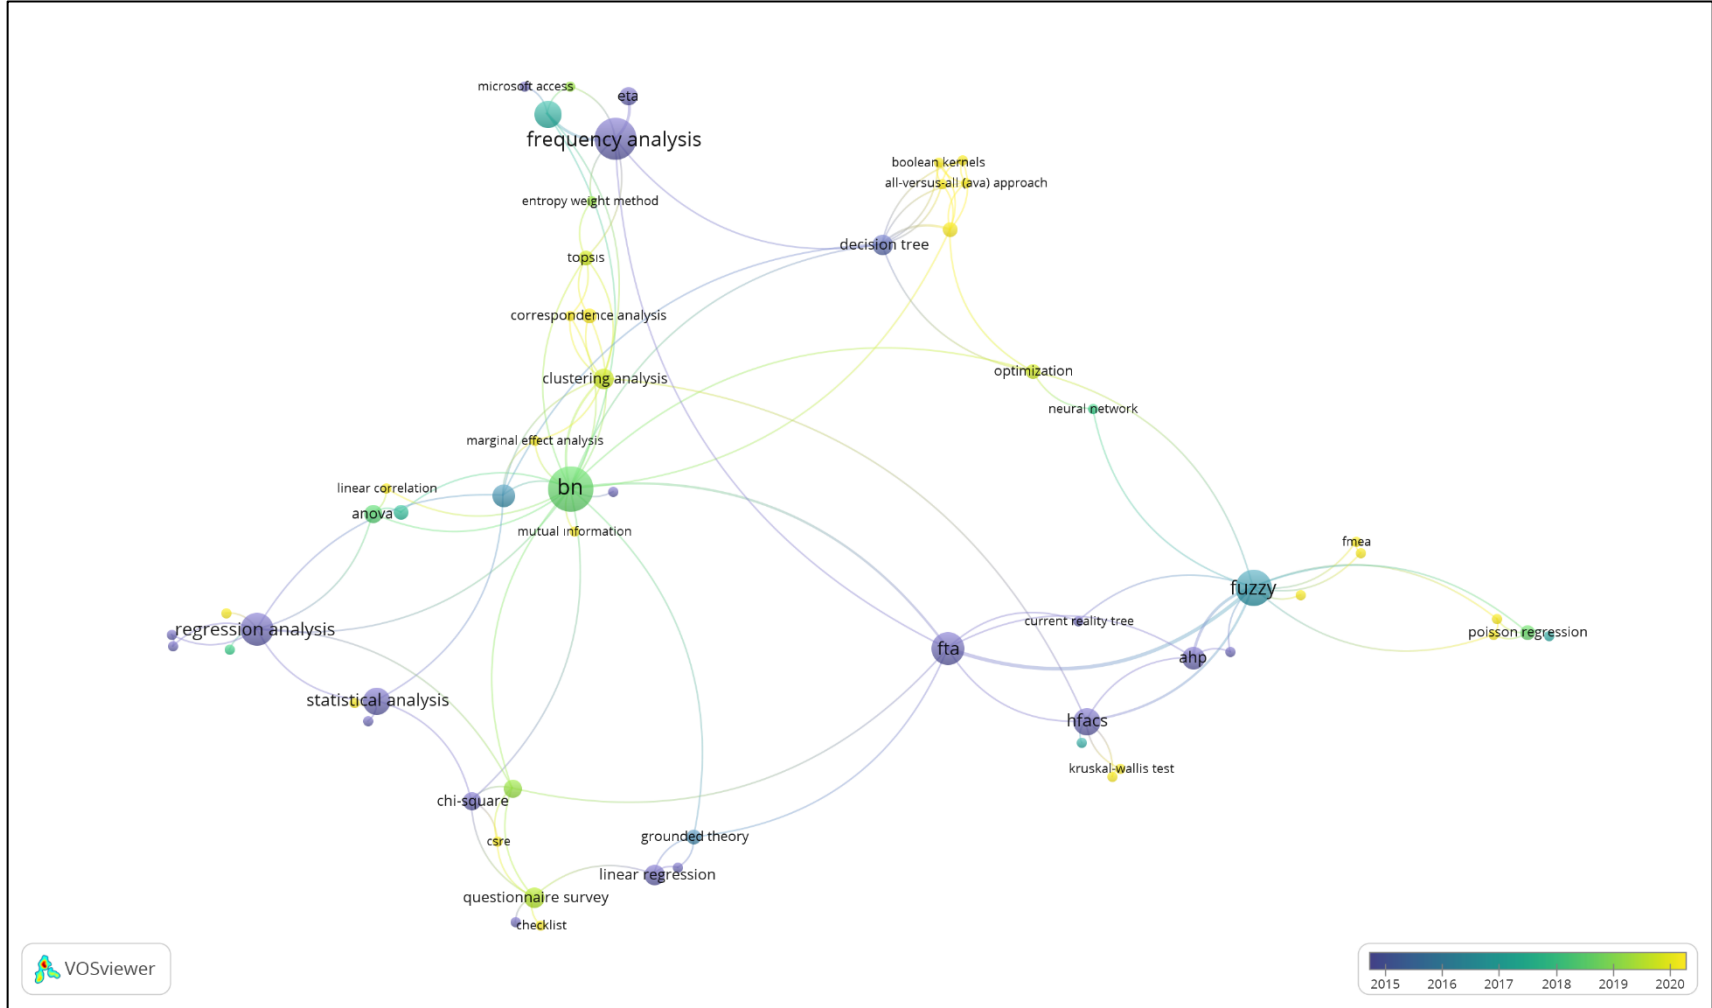 microsoft access
eta
frequency analysis
boolean kernels
all-versus-all (ava) approach
entropy weight method
decision tree
topsis
correspondence analysis
optimization
clustering analysis
neural network
marginal effect analysis
linear correlation
bn
anova
mutual information
fmea
fuzzy
current reality tree
regression analysis
poisson regression
fta
ahp
statistical analysis
hfacs
kruskal-wallis test
chi-square
csre
grounded theory
linear regression
questionnaire survey
checklist
VOSviewer
2015 2016 2017 2018 2019 2020